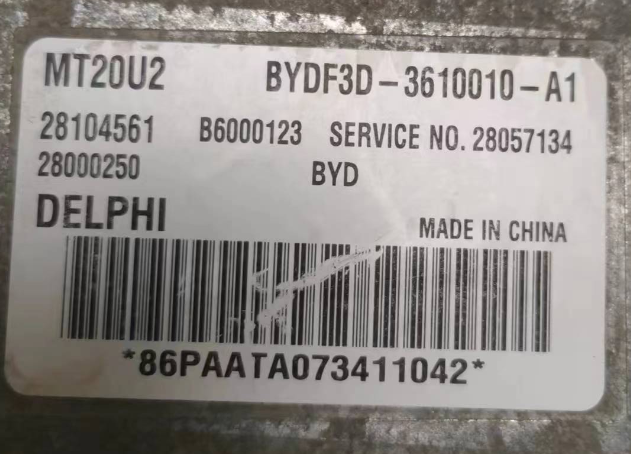 MT20U2 BYDF3D-3610010-A1
28104561 B6000123 SERVICE NO. 28057134
28000250 BYD
DELPHI MADE IN CHINA
*86PAATA073411042*